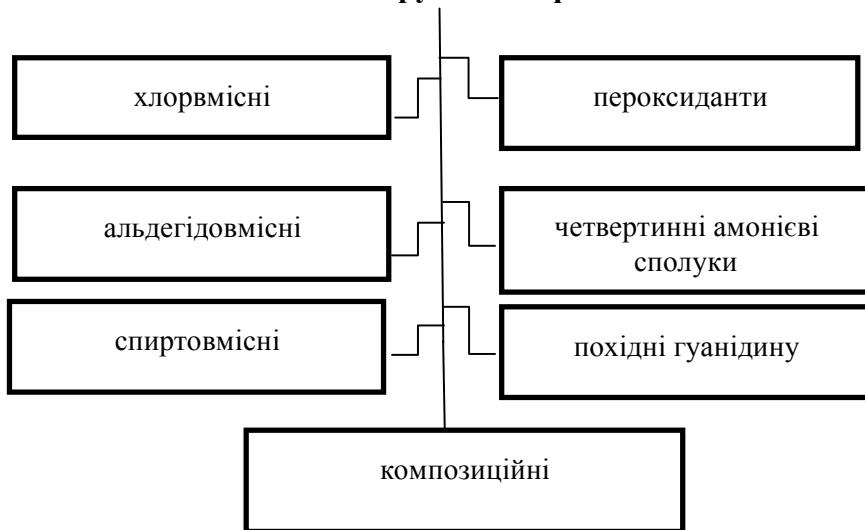 хлорвмісні
пероксиданти
альдегідовмісні
четвертинні амонієві
сполуки
спиртовмісні
похідні гуанідину
композиційні